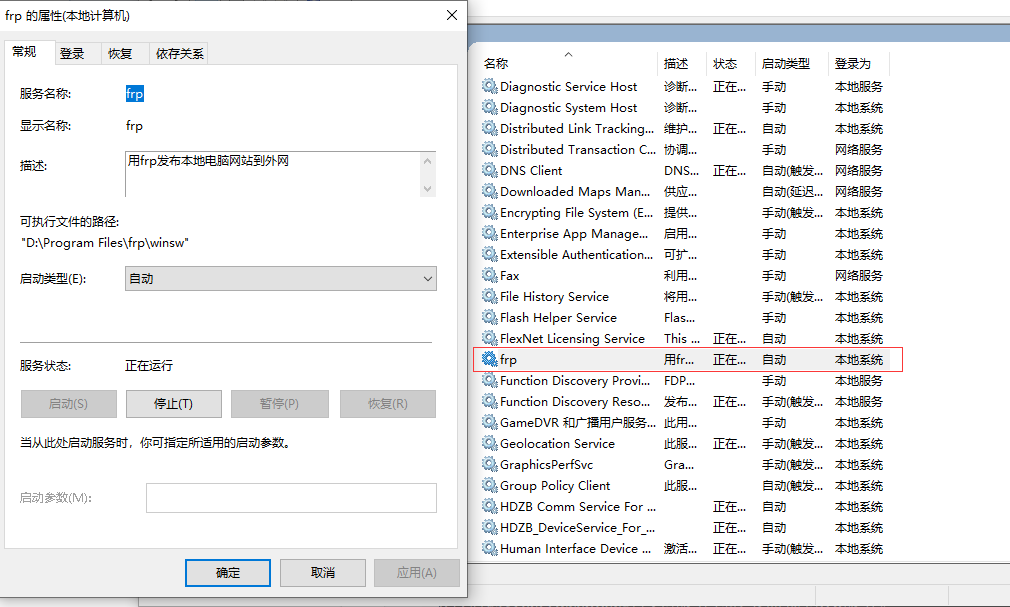 frp 的属性(本地计算机)
常规 登录 恢复 依存关系
服务名称: frp
显示名称: frp
描述: 用frp发布本地电脑网站到外网
可执行文件的路径:
"D:\Program Files\frp\winsw"
启动类型(E): 自动
服务状态: 正在运行
启动(S) 停止(T) 暂停(P) 恢复(R)
当从此处启动服务时，你可指定所适用的启动参数。
启动参数(M):
确定 取消 应用(A)
名称 描述 状态 启动类型 登录为
Diagnostic Service Host 诊断... 正在... 手动 本地服务
Diagnostic System Host 诊断... 手动 本地系统
Distributed Link Tracking... 维护... 正在... 自动 本地系统
Distributed Transaction C... 协调... 手动 网络服务
DNS Client DNS... 正在... 自动(触发... 网络服务
Downloaded Maps Man... 供应... 自动(延迟... 网络服务
Encrypting File System (E... 提供... 手动(触发... 本地系统
Enterprise App Manage... 启用... 手动 本地系统
Extensible Authentication... 可扩... 手动 本地系统
Fax 利用... 手动 网络服务
File History Service 将用... 手动(触发... 本地系统
Flash Helper Service Flas... 手动 本地系统
FlexNet Licensing Service This ... 正在... 手动 本地系统
frp 用fr... 正在... 自动 本地系统
Function Discovery Provi... FDP... 手动 本地服务
Function Discovery Reso... 发布... 正在... 手动 本地服务
GameDVR 和广播用户服务... 此用... 手动 本地系统
Geolocation Service 此服... 正在... 手动(触发... 本地系统
GraphicsPerfSvc Gra... 手动(触发... 本地系统
Group Policy Client 此服... 自动(触发... 本地系统
HDZB Comm Service For ... 正在... 自动 本地系统
HDZB_DeviceService_For_... 正在... 自动 本地系统
Human Interface Device ... 激活... 正在... 手动(触发... 本地系统